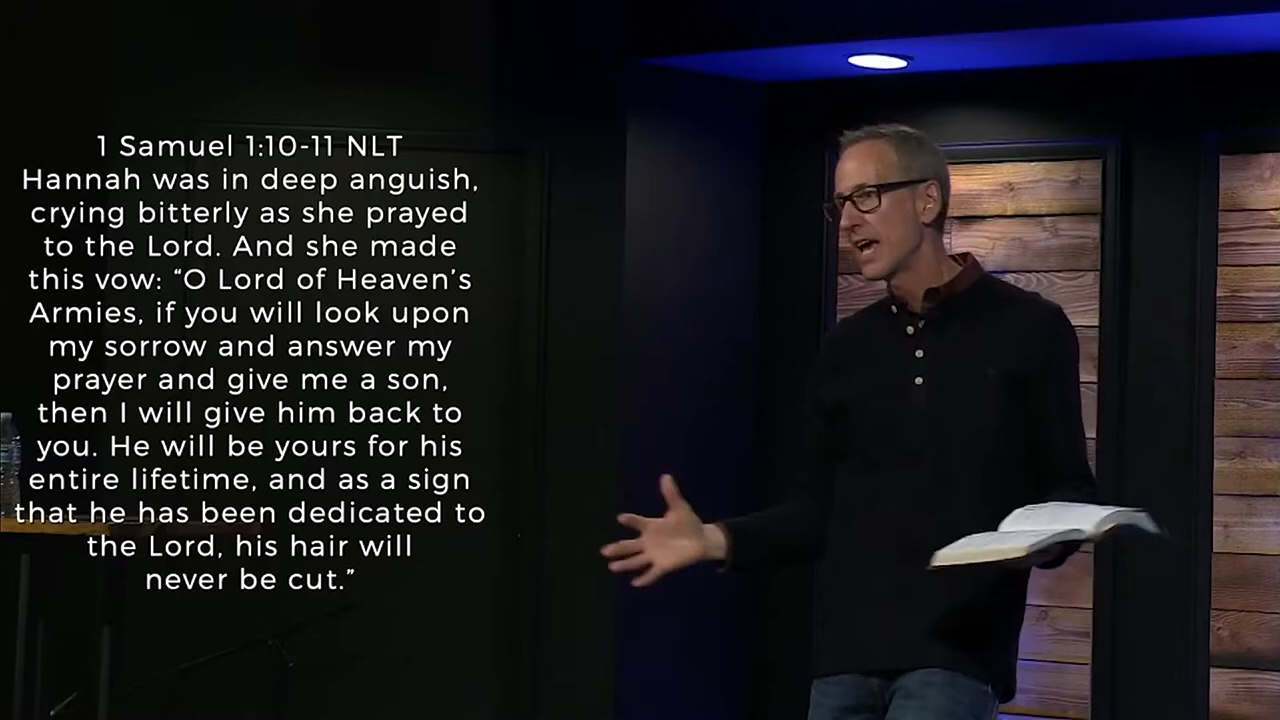 1 Samuel 1:10-11 NLT
Hannah was in deep anguish,
crying bitterly as she prayed
to the Lord. And she made
this vow: “O Lord of Heaven’s
Armies, if you will look upon
my sorrow and answer my
prayer and give me a son,
then I will give him back to
you. He will be yours for his
entire lifetime, and as a sign
that he has been dedicated to
the Lord, his hair will
never be cut.”